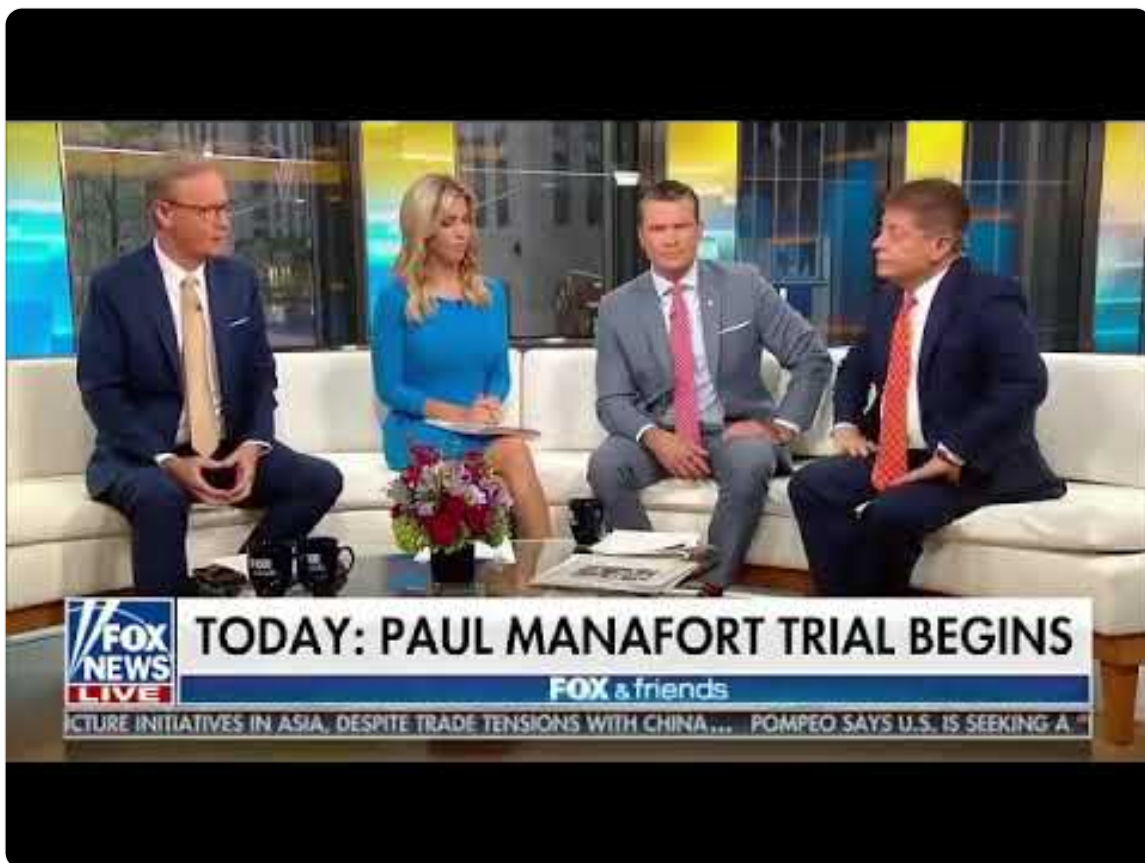 FOX
NEWS
LIVE
TODAY: PAUL MANAFORT TRIAL BEGINS
FOX & friends
ICTURE INITIATIVES IN ASIA, DESPITE TRADE TENSIONS WITH CHINA... POMPEO SAYS U.S. IS SEEKING A